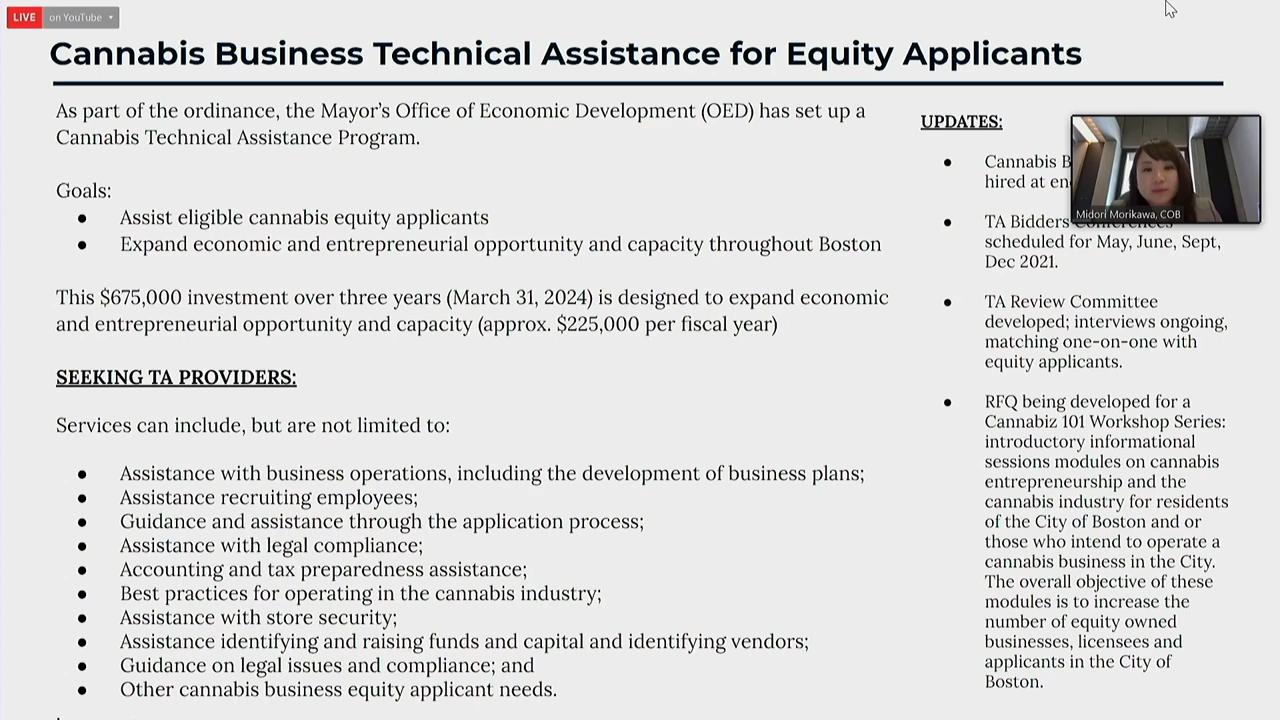 LIVE on YouTube
Cannabis Business Technical Assistance for Equity Applicants
As part of the ordinance, the Mayor’s Office of Economic Development (OED) has set up a
Cannabis Technical Assistance Program.
Goals:
● Assist eligible cannabis equity applicants
● Expand economic and entrepreneurial opportunity and capacity throughout Boston
This $675,000 investment over three years (March 31, 2024) is designed to expand economic
and entrepreneurial opportunity and capacity (approx. $225,000 per fiscal year)
SEEKING TA PROVIDERS:
Services can include, but are not limited to:
● Assistance with business operations, including the development of business plans;
● Assistance recruiting employees;
● Guidance and assistance through the application process;
● Assistance with legal compliance;
● Accounting and tax preparedness assistance;
● Best practices for operating in the cannabis industry;
● Assistance with store security;
● Assistance identifying and raising funds and capital and identifying vendors;
● Guidance on legal issues and compliance; and
● Other cannabis business equity applicant needs.
UPDATES:
● Cannabis
hired at
● TA Bidders Conferences
scheduled for May, June, Sept,
Dec 2021.
● TA Review Committee
developed; interviews ongoing,
matching one-on-one with
equity applicants.
● RFQ being developed for a
Cannabiz 101 Workshop Series:
introductory informational
sessions modules on cannabis
entrepreneurship and the
cannabis industry for residents
of the City of Boston and or
those who intend to operate a
cannabis business in the City.
The overall objective of these
modules is to increase the
number of equity owned
businesses, licensees and
applicants in the City of
Boston.
Midori Morikawa, COB